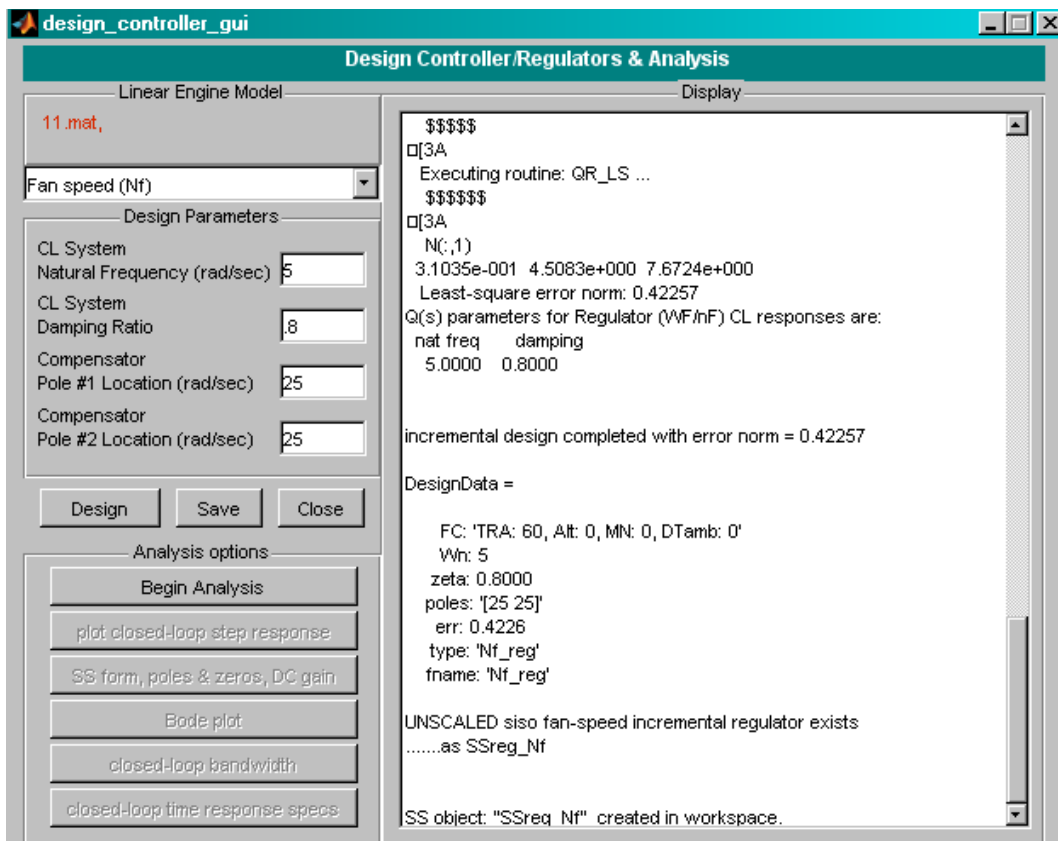 design_controller_gui
Design Controller/Regulators & Analysis
Linear Engine Model
11.mat,
Fan speed (Nf)
Design Parameters
CL System
Natural Frequency (rad/sec) 5
CL System
Damping Ratio .8
Compensator
Pole #1 Location (rad/sec) 25
Compensator
Pole #2 Location (rad/sec) 25
Design Save Close
Analysis options
Begin Analysis
plot closed-loop step response
SS form, poles & zeros, DC gain
Bode plot
closed-loop bandwidth
closed-loop time response specs
Display
$$$$$
□[3A
Executing routine: QR_LS ...
$$$$$$
□[3A
N(:,1)
3.1035e-001 4.5083e+000 7.6724e+000
Least-square error norm: 0.42257
Q(s) parameters for Regulator (WF/nF) CL responses are:
nat freq damping
5.0000 0.8000
incremental design completed with error norm = 0.42257
DesignData =
FC: 'TRA: 60, Alt: 0, MN: 0, DTamb: 0'
Wn: 5
zeta: 0.8000
poles: '[25 25]'
err: 0.4226
type: 'Nf_reg'
fname: 'Nf_reg'
UNSCALED siso fan-speed incremental regulator exists
.......as SSreg_Nf
SS object: "SSreg_Nf" created in workspace.